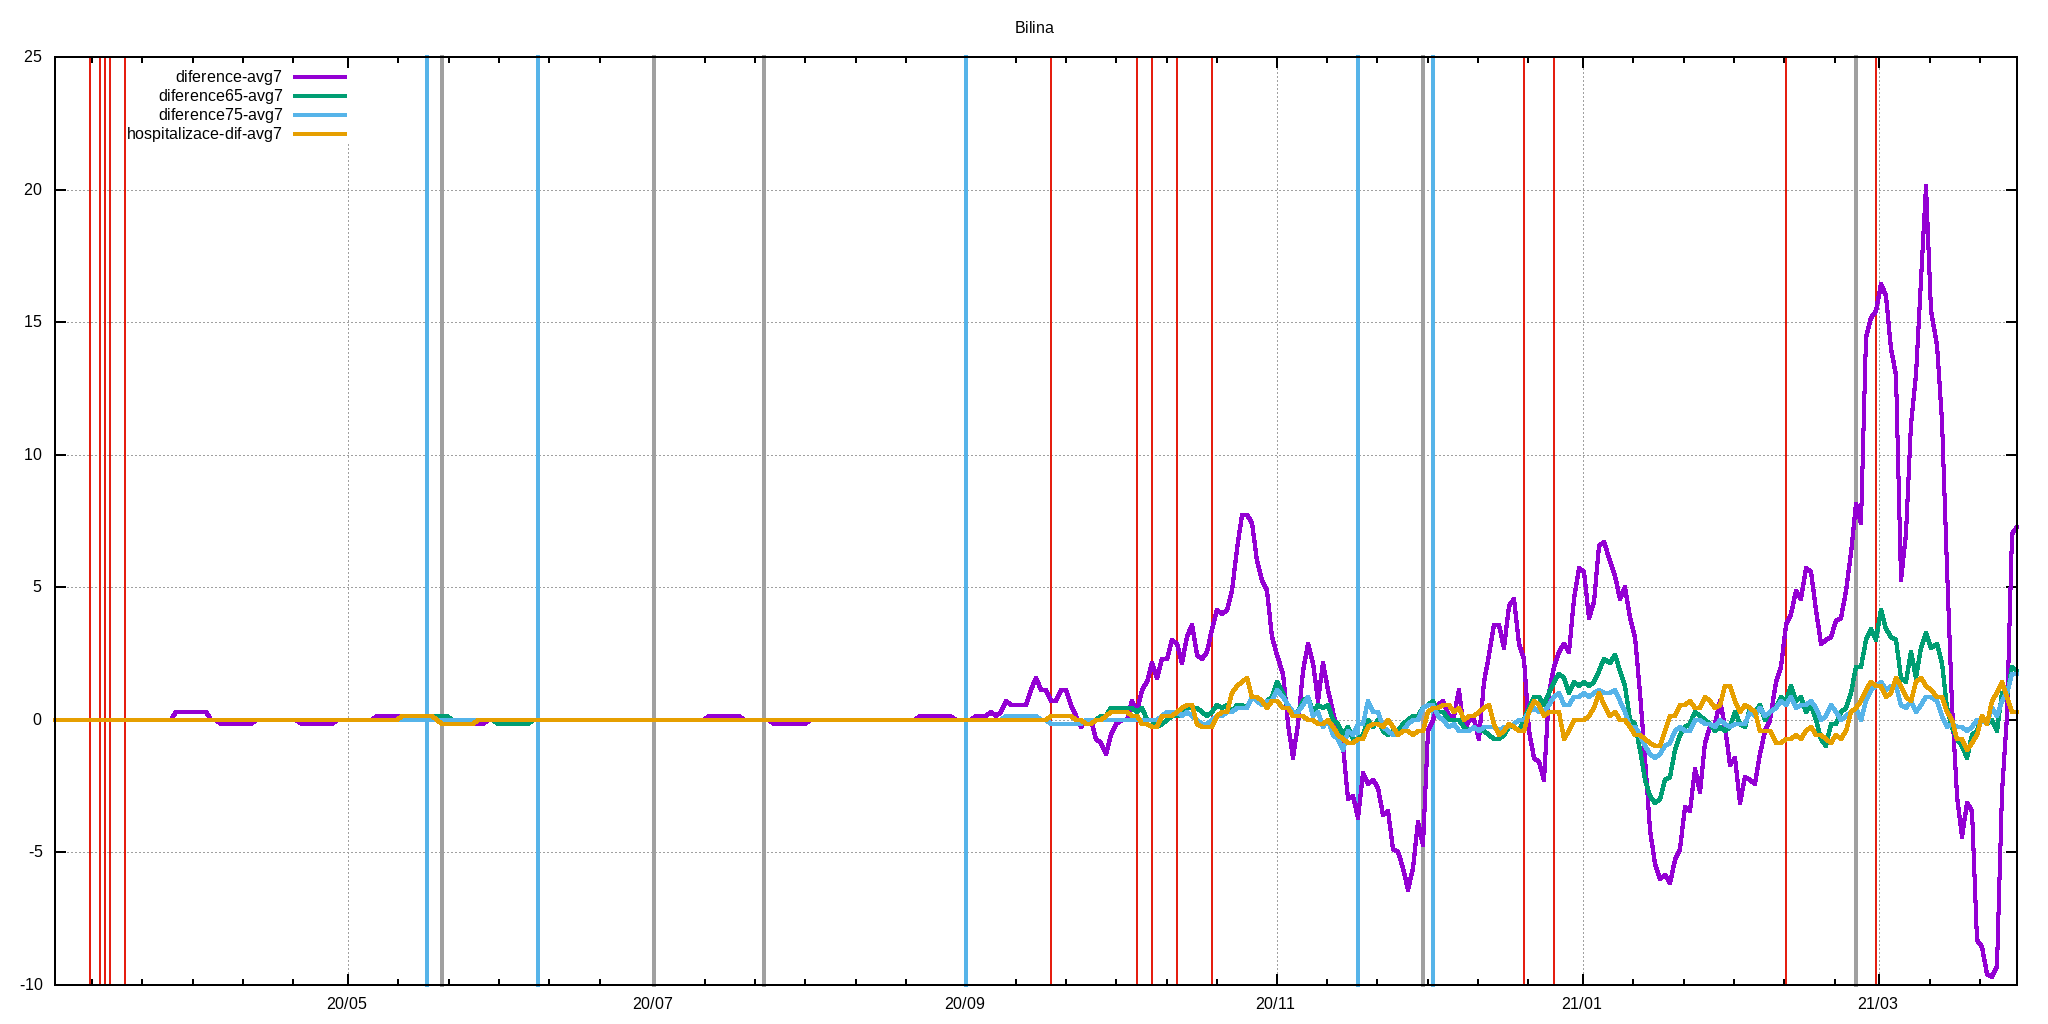 Bilina
25
20
15
10
5
0
-5
-10
diference-avg7
diference65-avg7
diference75-avg7
hospitalizace-dif-avg7
20/05 20/07 20/09 20/11 21/01 21/03